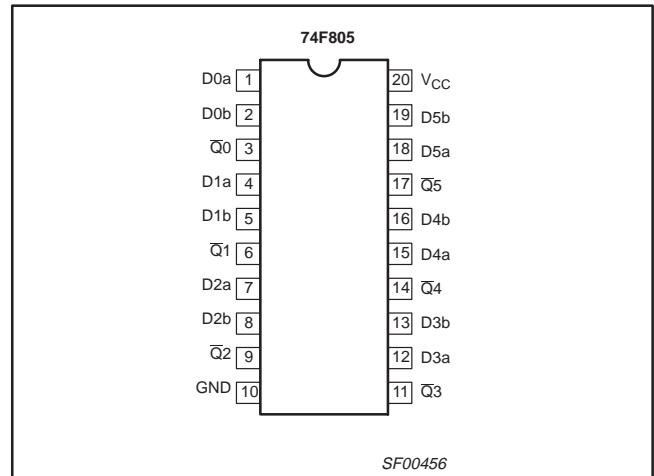 74F805
D0a 1 20 VCC
D0b 2 19 D5b
Q̅0 3 18 D5a
D1a 4 17 Q̅5
D1b 5 16 D4b
Q̅1 6 15 D4a
D2a 7 14 Q̅4
D2b 8 13 D3b
Q̅2 9 12 D3a
GND 10 11 Q̅3
SF00456